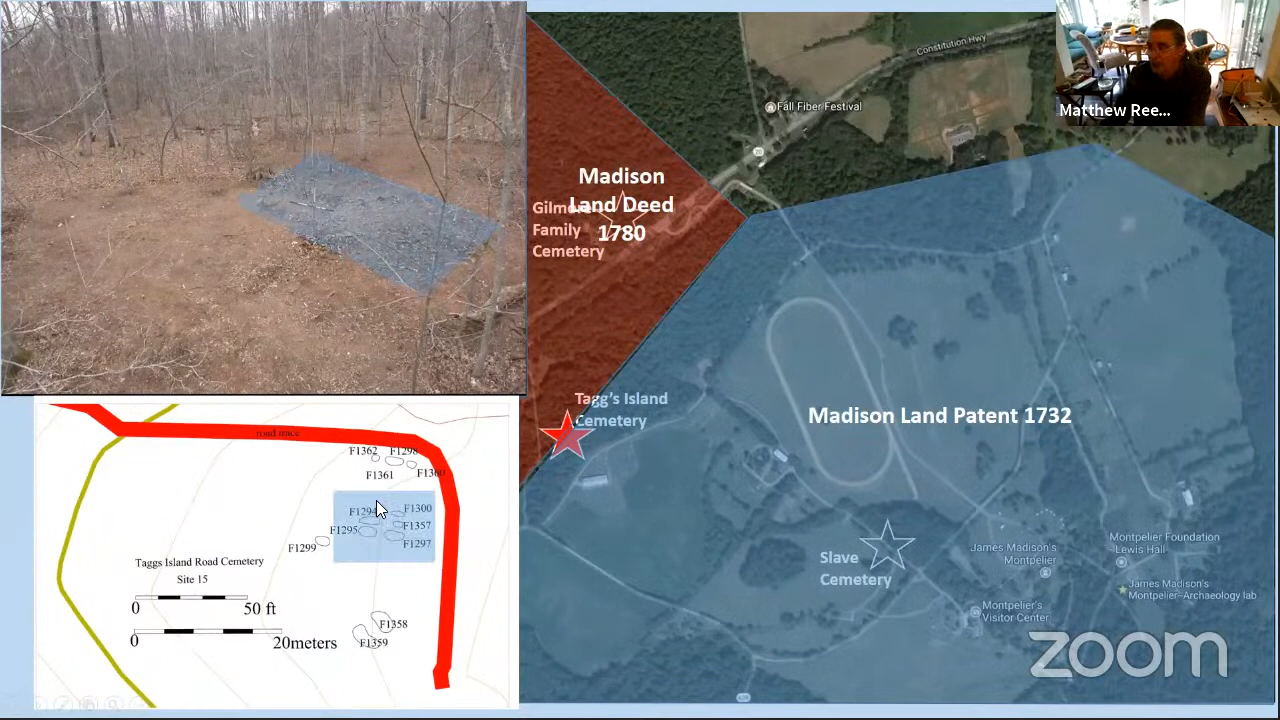 Constitution Hwy
Fall Fiber Festival
20
Matthew Ree...
Madison
Land Deed
1780
Gilmore
Family
Cemetery
Tagg's Island
Cemetery
Madison Land Patent 1732
Slave
Cemetery
James Madison's
Montpelier
Montpelier Foundation
Lewis Hall
James Madison's
Montpelier–Archaeology lab
Montpelier's
Visitor Center
zoom
road trace
F1362
F1298
F1361
F1360
F1294
F1300
F1295
F1357
F1299
F1297
Taggs Island Road Cemetery
Site 15
0
50 ft
0
20meters
F1358
F1359